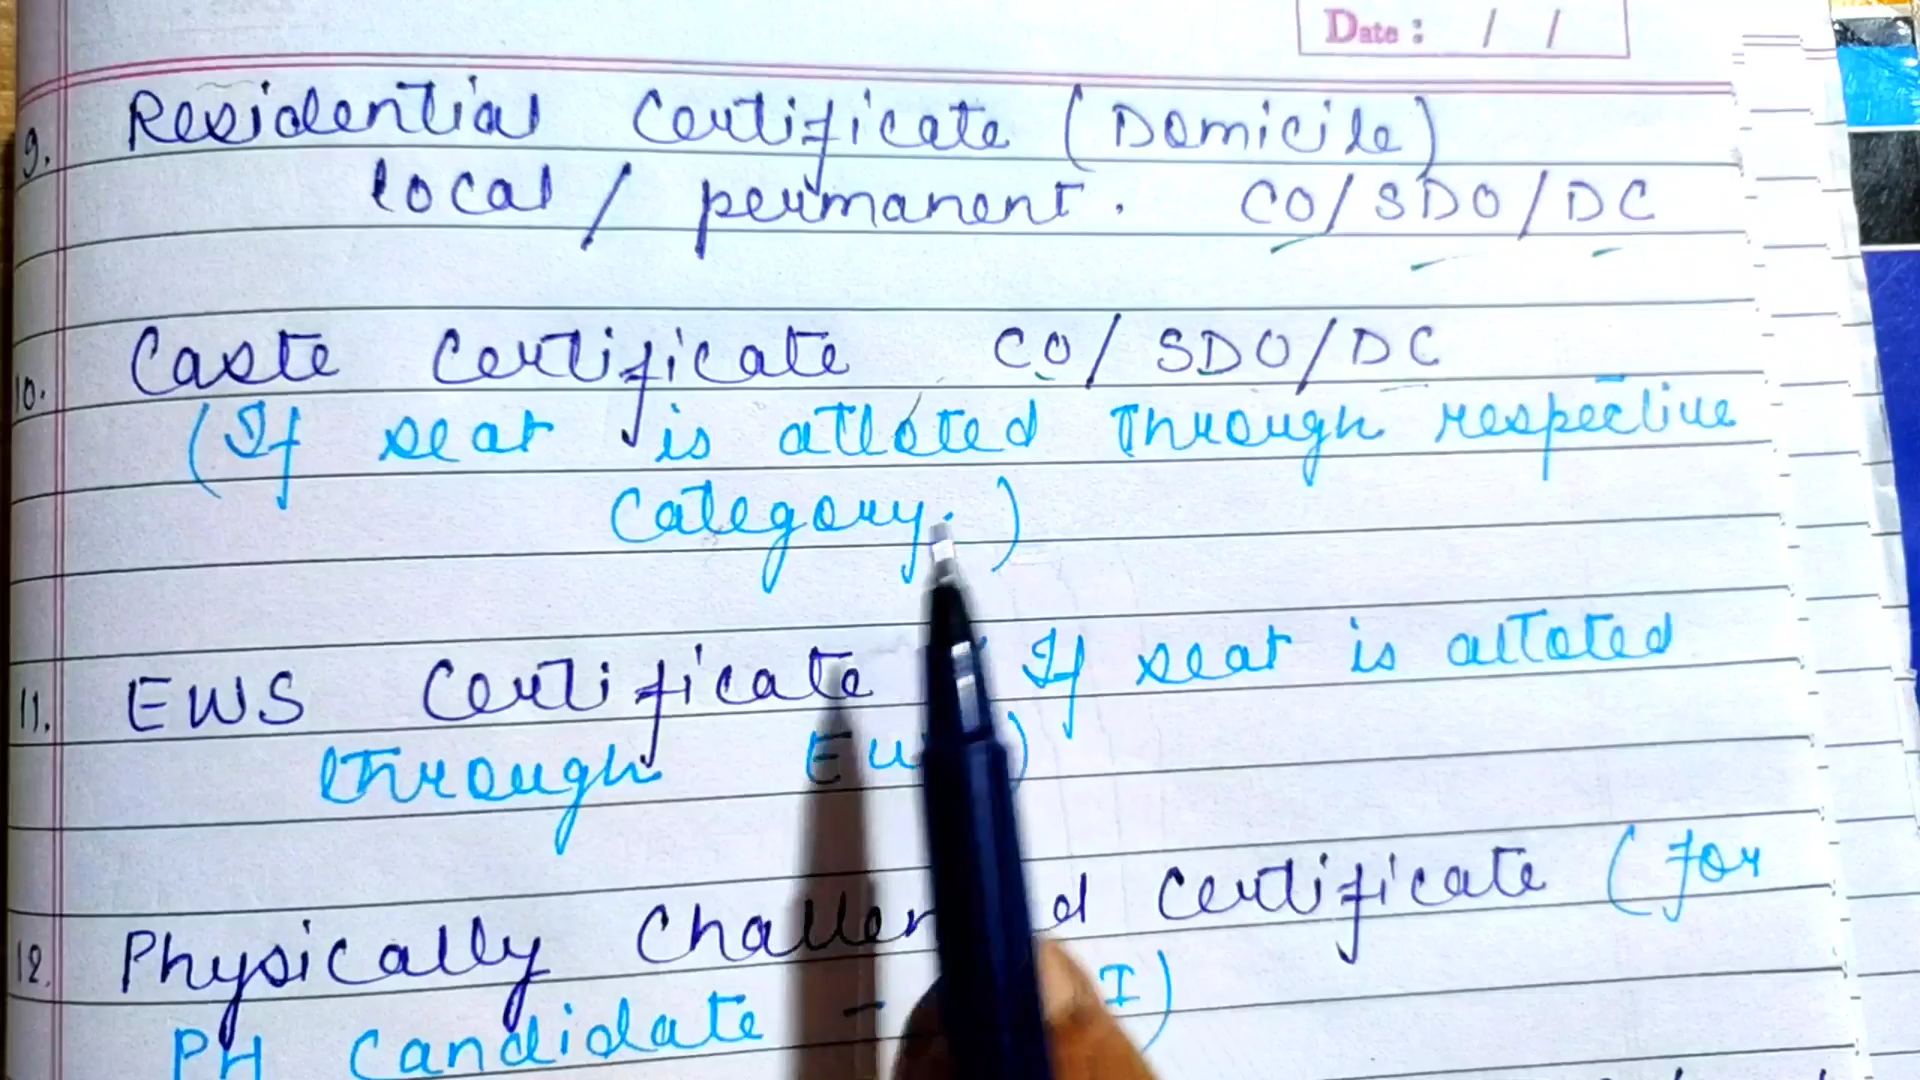 Date : / /
9. Residential Certificate (Domicile)
local / permanent. CO/SDO/DC
10. Caste Certificate CO/SDO/DC
(If seat is alloted through respective
category.)
11. EWS Certificate If seat is alloted
through )
12. Physically certificate (for
PH Candidate - )